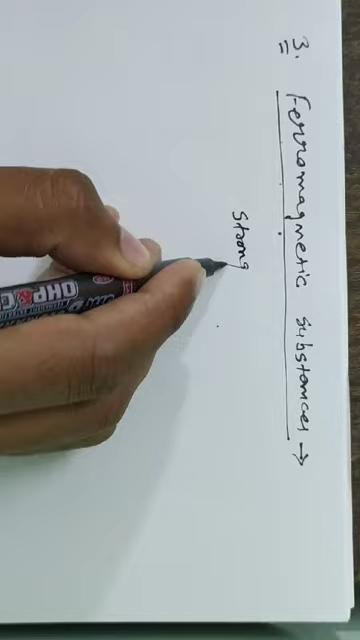 3. Ferromagnetic substances →
Strong
OHP &